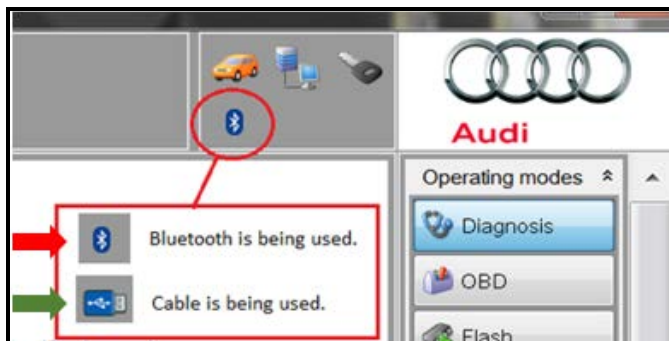 Audi
Operating modes
Diagnosis
Bluetooth is being used.
OBD
Cable is being used.
Flash